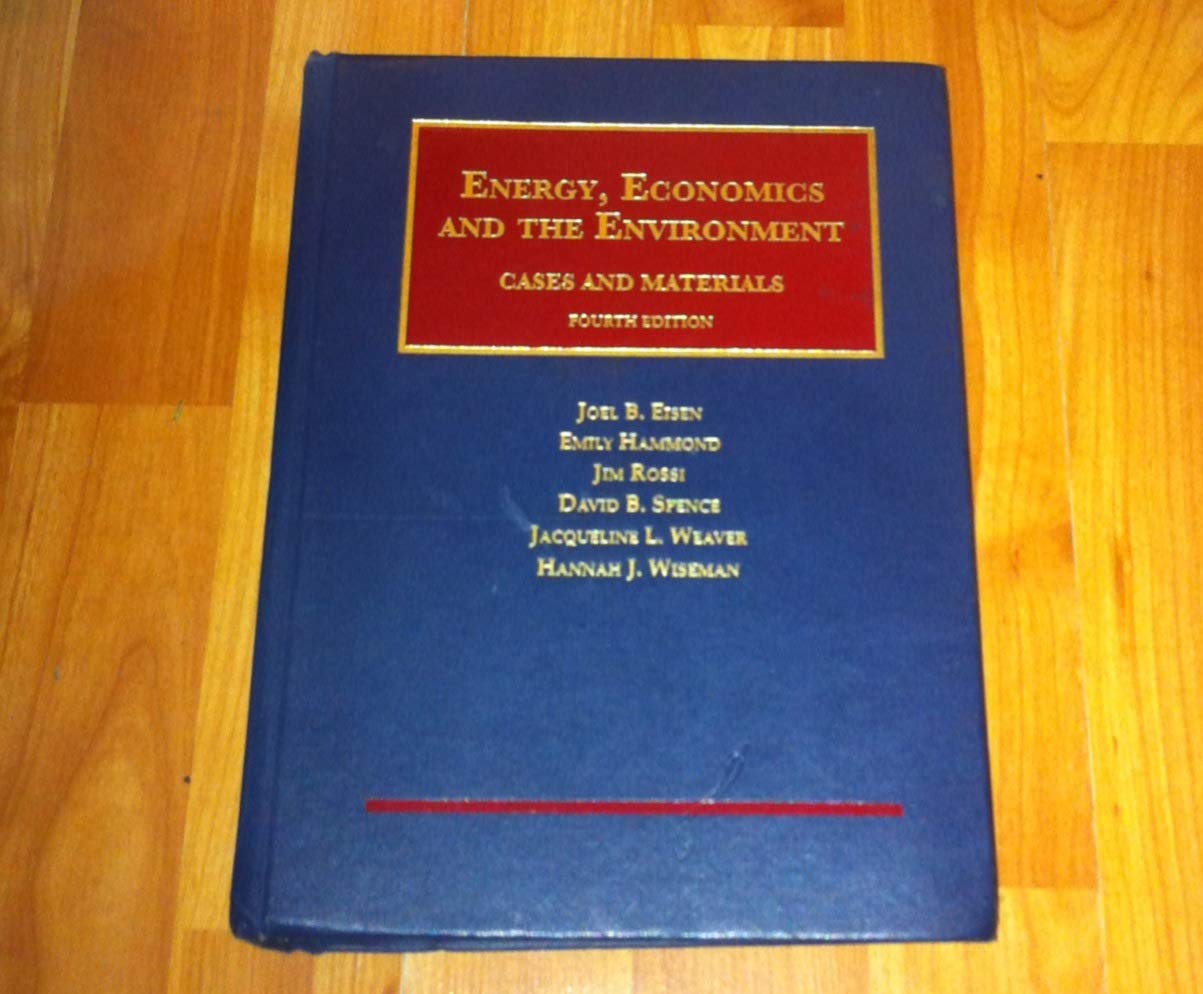 ENERGY, ECONOMICS
AND THE ENVIRONMENT
CASES AND MATERIALS
FOURTH EDITION
JOEL B. EISEN
EMILY HAMMOND
JIM ROSSI
DAVID B. SPENCE
JACQUELINE L. WEAVER
HANNAH J. WISEMAN